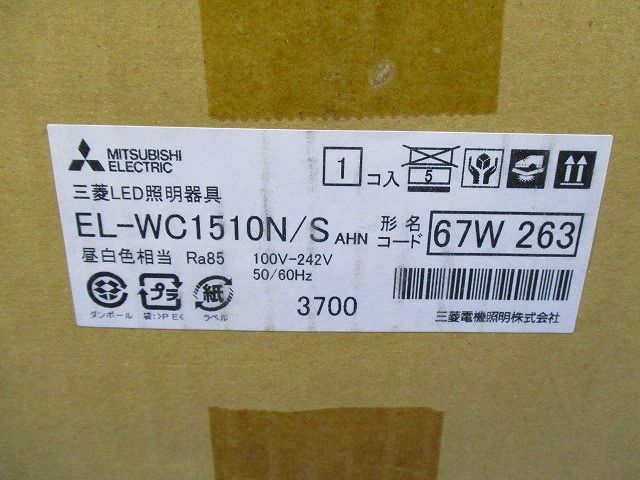 MITSUBISHI
ELECTRIC
1 コ入
5
三菱LED照明器具
EL-WC1510N/S AHN
形名
コード
67W 263
昼白色相当 Ra85 100V-242V
50/60Hz
ダンボール
プラ
袋:>PE<
紙
ラベル
3700
三菱電機照明株式会社